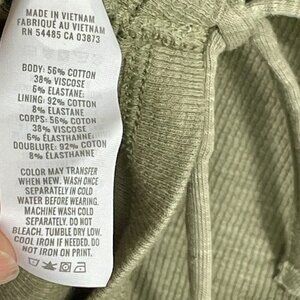 MADE IN VIETNAM
FABRIQUÉ AU VIETNAM
RN 54485 CA 03873
BODY: 56% COTTON
38% VISCOSE
6% ELASTANE:
LINING: 92% COTTON
8% ELASTANE
CORPS: 56% COTON
38% VISCOSE
6% ÉLASTHANNE:
DOUBLURE: 92% COTON
8% ÉLASTHANNE
COLOR MAY TRANSFER
WHEN NEW. WASH ONCE
SEPARATELY IN COLD
WATER BEFORE WEARING.
MACHINE WASH COLD
SEPARATELY. DO NOT
BLEACH. TUMBLE DRY LOW.
COOL IRON IF NEEDED. DO
NOT IRON ON PRINT.